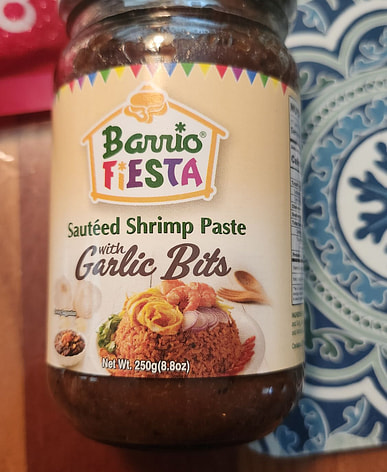 Barrio®
FiESTA
Sautéed Shrimp Paste
with
Garlic Bits
Net Wt. 250g(8.8oz)